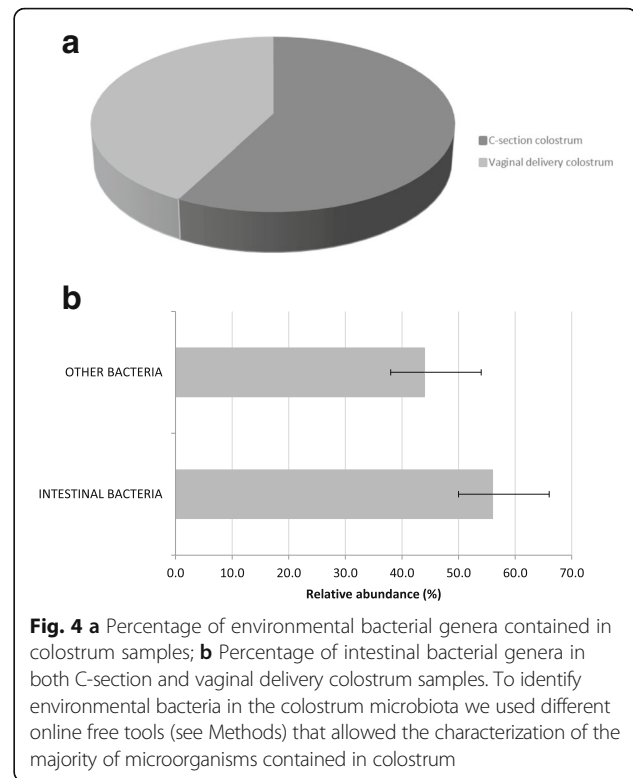 a
C-section colostrum
Vaginal delivery colostrum
b
OTHER BACTERIA
INTESTINAL BACTERIA
0.0 10.0 20.0 30.0 40.0 50.0 60.0 70.0
Relative abundance (%)
Fig. 4 a Percentage of environmental bacterial genera contained in
colostrum samples; b Percentage of intestinal bacterial genera in
both C-section and vaginal delivery colostrum samples. To identify
environmental bacteria in the colostrum microbiota we used different
online free tools (see Methods) that allowed the characterization of the
majority of microorganisms contained in colostrum